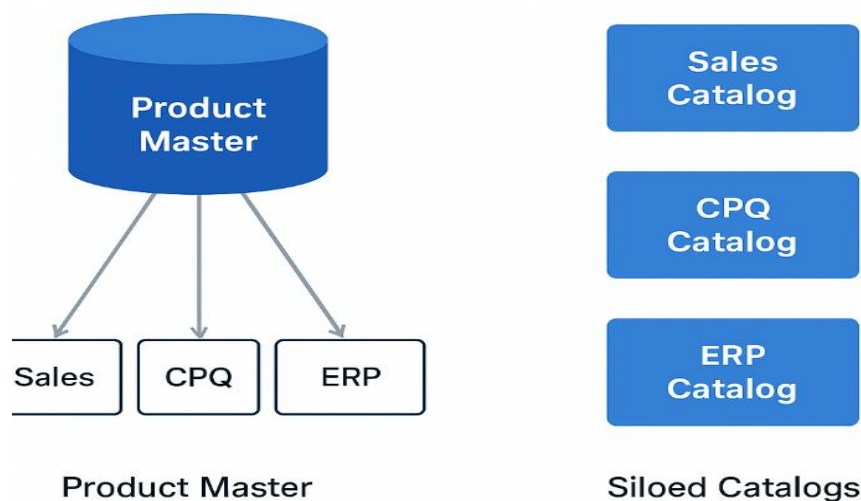 Product
Master
Sales
CPQ
ERP
Product Master
Sales
Catalog
CPQ
Catalog
ERP
Catalog
Siloed Catalogs